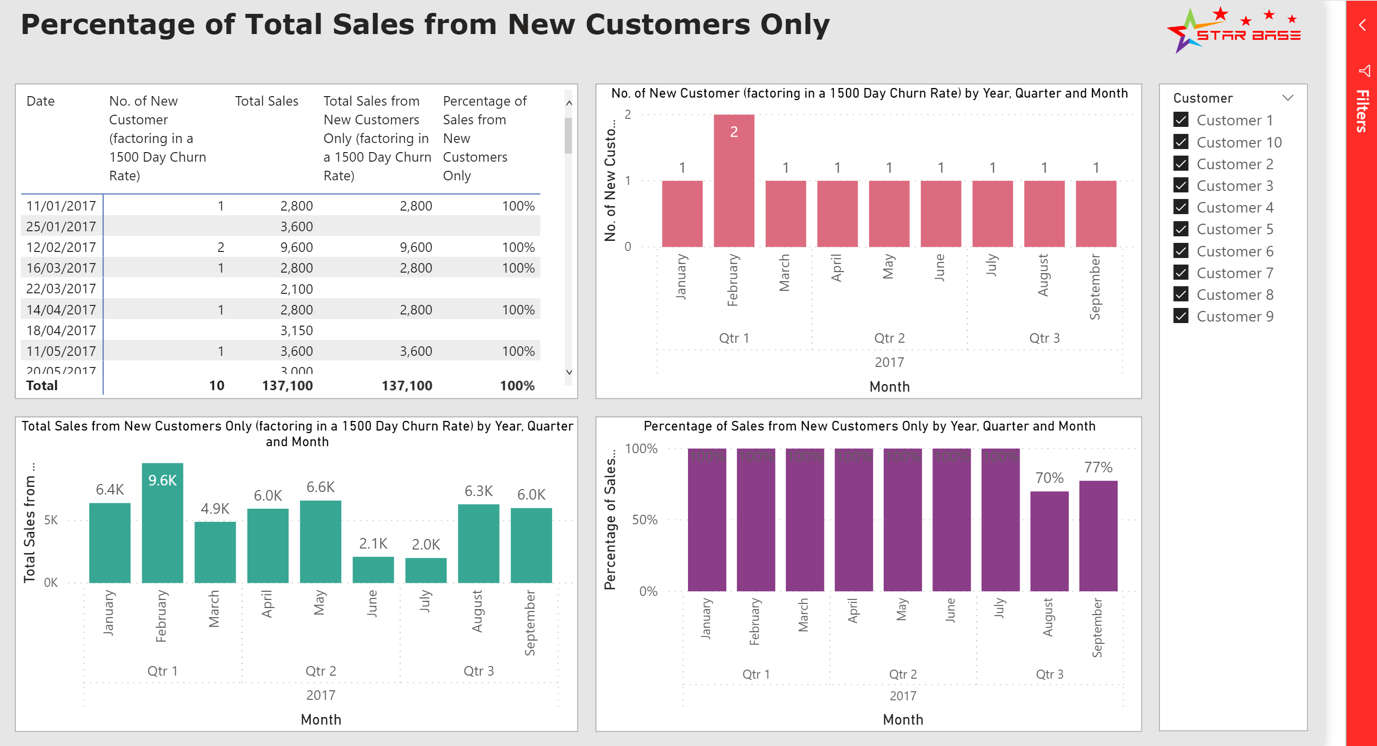 Percentage of Total Sales from New Customers Only
STAR BASE
Filters
Date
No. of New
Customer
(factoring in a
1500 Day Churn
Rate)
Total Sales
Total Sales from
New Customers
Only (factoring in
a 1500 Day Churn
Rate)
Percentage of
Sales from
New
Customers
Only
11/01/2017 1 2,800 2,800 100%
25/01/2017 3,600
12/02/2017 2 9,600 9,600 100%
16/03/2017 1 2,800 2,800 100%
22/03/2017 2,100
14/04/2017 1 2,800 2,800 100%
18/04/2017 3,150
11/05/2017 1 3,600 3,600 100%
20/05/2017 3,000
Total 10 137,100 137,100 100%
No. of New Customer (factoring in a 1500 Day Churn Rate) by Year, Quarter and Month
No. of New Custo...
2
1
0
1 2 1 1 1 1 1 1 1
January February March April May June July August September
Qtr 1 Qtr 2 Qtr 3
2017
Month
Customer
Customer 1
Customer 10
Customer 2
Customer 3
Customer 4
Customer 5
Customer 6
Customer 7
Customer 8
Customer 9
Total Sales from New Customers Only (factoring in a 1500 Day Churn Rate) by Year, Quarter
and Month
Total Sales from ...
5K
0K
6.4K 9.6K 4.9K 6.0K 6.6K 2.1K 2.0K 6.3K 6.0K
January February March April May June July August September
Qtr 1 Qtr 2 Qtr 3
2017
Month
Percentage of Sales from New Customers Only by Year, Quarter and Month
Percentage of Sales...
100%
50%
0%
70% 77%
January February March April May June July August September
Qtr 1 Qtr 2 Qtr 3
2017
Month